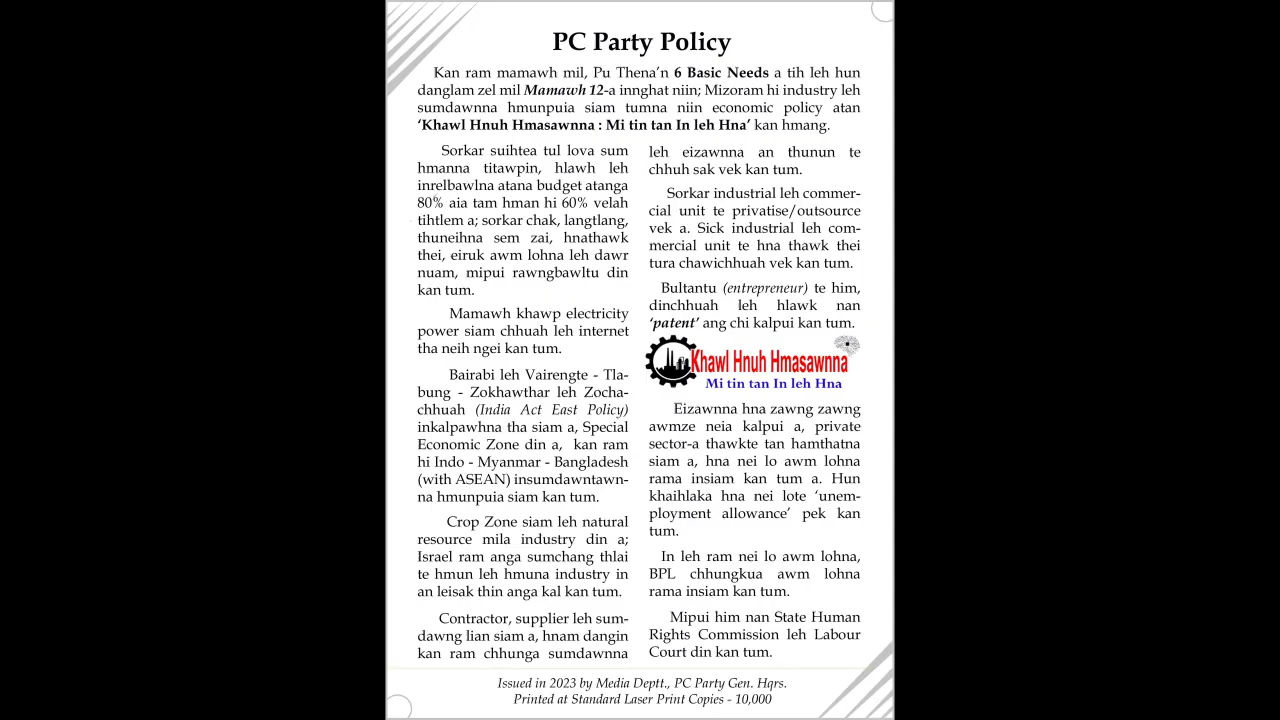 PC Party Policy
Kan ram mamawh mil, Pu Thena'n 6 Basic Needs a tih leh hun
danglam zel mil Mamawh 12-a innghat niin; Mizoram hi industry leh
sumdawnna hmunpuia siam tumna niin economic policy atan
'Khawl Hnuh Hmasawnna : Mi tin tan In leh Hna' kan hmang.
Sorkar suihtea tul lova sum
hmanna titawpin, hlawh leh
inrelbawlna atana budget atanga
80% aia tam hman hi 60% velah
tihtlem a; sorkar chak, langtlang,
thuneihna sem zai, hnathawk
thei, eiruk awm lohna leh dawr
nuam, mipui rawngbawltu din
kan tum.
Mamawh khawp electricity
power siam chhuah leh internet
tha neih ngei kan tum.
Bairabi leh Vairengte - Tla-
bung - Zokhawthar leh Zocha-
chhuah (India Act East Policy)
inkalpawhna tha siam a, Special
Economic Zone din a, kan ram
hi Indo - Myanmar - Bangladesh
(with ASEAN) insumdawntawn-
na hmunpuia siam kan tum.
Crop Zone siam leh natural
resource mila industry din a;
Israel ram anga sumchang thlai
te hmun leh hmuna industry in
an leisak thin anga kal kan tum.
Contractor, supplier leh sum-
dawng lian siam a, hnam dangin
kan ram chhunga sumdawnna
leh eizawnna an thunun te
chhuh sak vek kan tum.
Sorkar industrial leh commer-
cial unit te privatise/outsource
vek a. Sick industrial leh com-
mercial unit te hna thawk thei
tura chawichhuah vek kan tum.
Bultantu (entrepreneur) te him,
dinchhuah leh hlawk nan
'patent' ang chi kalpui kan tum.
Khawl Hnuh Hmasawnna
Mi tin tan In leh Hna
Eizawnna hna zawng zawng
awmze neia kalpui a, private
sector-a thawkte tan hamthatna
siam a, hna nei lo awm lohna
rama insiam kan tum a. Hun
khaihlaka hna nei lote 'unem-
ployment allowance' pek kan
tum.
In leh ram nei lo awm lohna,
BPL chhungkua awm lohna
rama insiam kan tum.
Mipui him nan State Human
Rights Commission leh Labour
Court din kan tum.
Issued in 2023 by Media Deptt., PC Party Gen. Hqrs.
Printed at Standard Laser Print Copies - 10,000